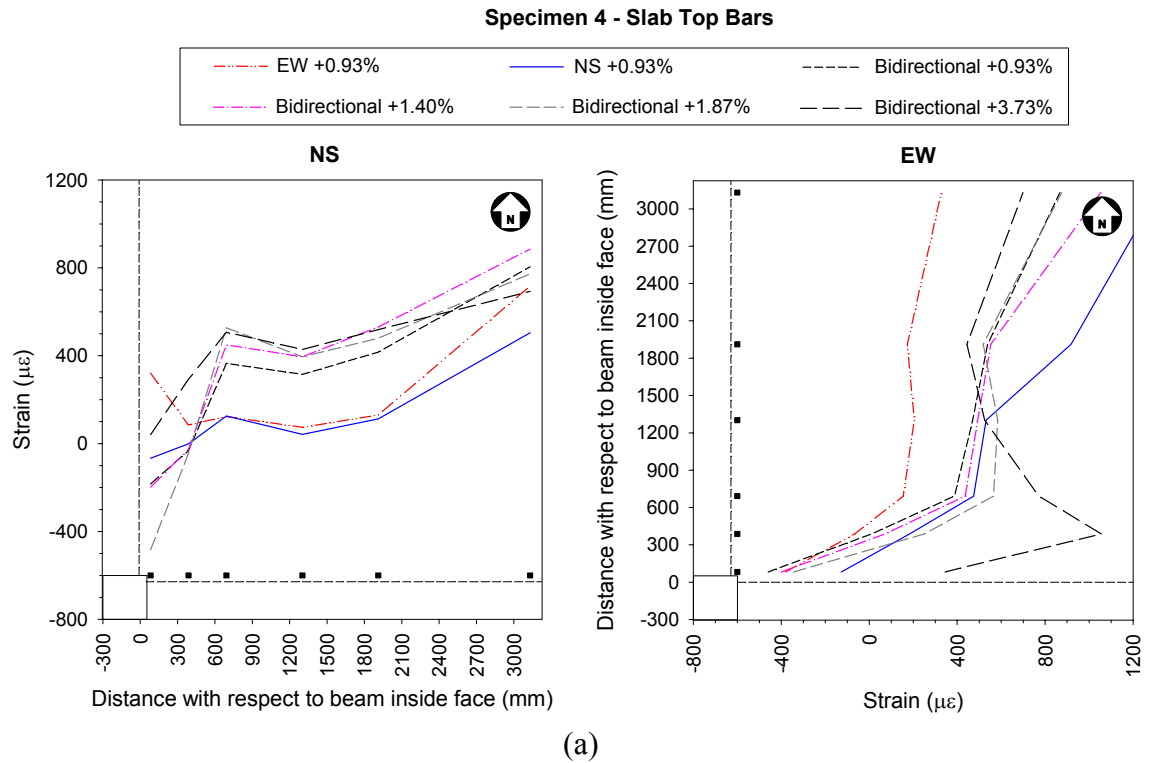 Specimen 4 - Slab Top Bars
EW +0.93%
NS +0.93%
Bidirectional +0.93%
Bidirectional +1.40%
Bidirectional +1.87%
Bidirectional +3.73%
NS
1200
800
400
0
-400
-800
Strain (με)
N
-300
0
300
600
900
1200
1500
1800
2100
2400
2700
3000
Distance with respect to beam inside face (mm)
EW
3000
2700
2400
2100
1800
1500
1200
900
600
300
0
-300
Distance with respect to beam inside face (mm)
N
-800
-400
0
400
800
1200
Strain (με)
(a)